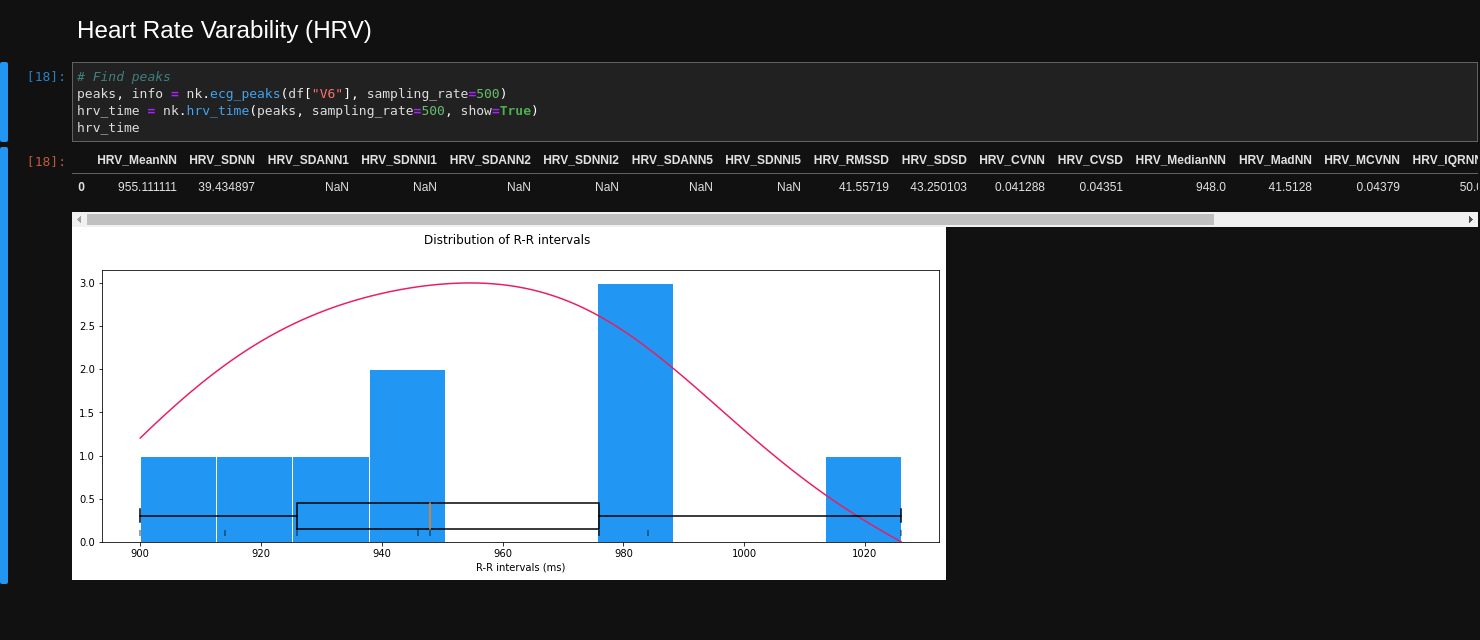 Heart Rate Varability (HRV)
[18]:
# Find peaks
peaks, info = nk.ecg_peaks(df["V6"], sampling_rate=500)
hrv_time = nk.hrv_time(peaks, sampling_rate=500, show=True)
hrv_time
[18]:
HRV_MeanNN HRV_SDNN HRV_SDANN1 HRV_SDNNI1 HRV_SDANN2 HRV_SDNNI2 HRV_SDANN5 HRV_SDNNI5 HRV_RMSSD HRV_SDSD HRV_CVNN HRV_CVSD HRV_MedianNN HRV_MadNN HRV_MCVNN HRV_IQRNN
0 955.111111 39.434897 NaN NaN NaN NaN NaN NaN 41.55719 43.250103 0.041288 0.04351 948.0 41.5128 0.04379 50.
Distribution of R-R intervals
3.0
2.5
2.0
1.5
1.0
0.5
0.0
900 920 940 960 980 1000 1020
R-R intervals (ms)